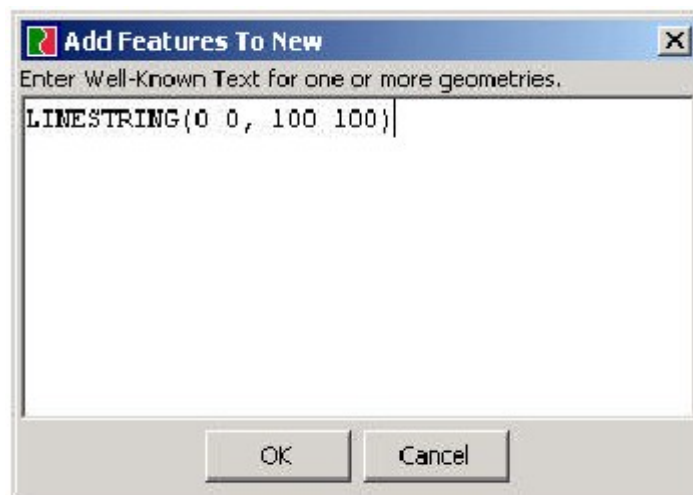 Add Features To New
Enter Well-Known Text for one or more geometries.
LINESTRING(0 0, 100 100)
OK
Cancel